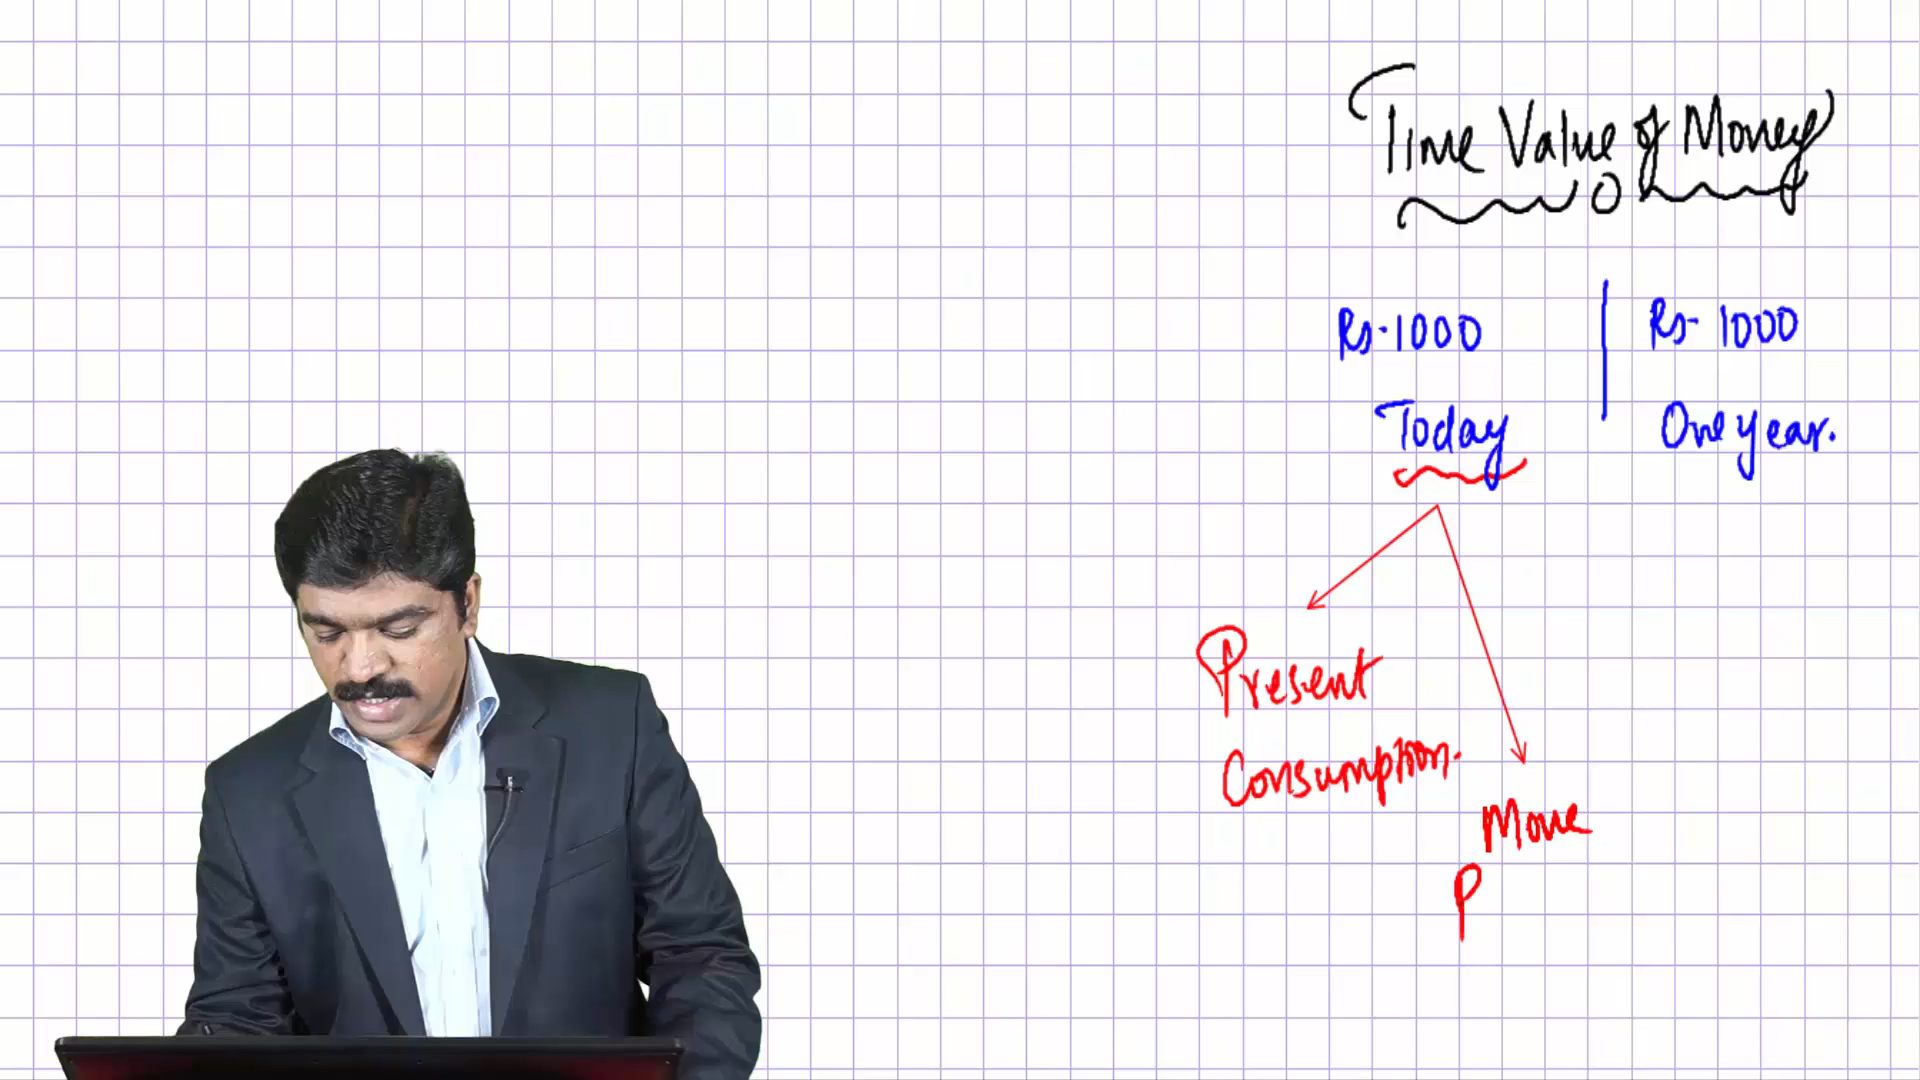 Time Value of Money
Rs. 1000 | Rs. 1000
Today One year.
Present
Consumption.
More
P